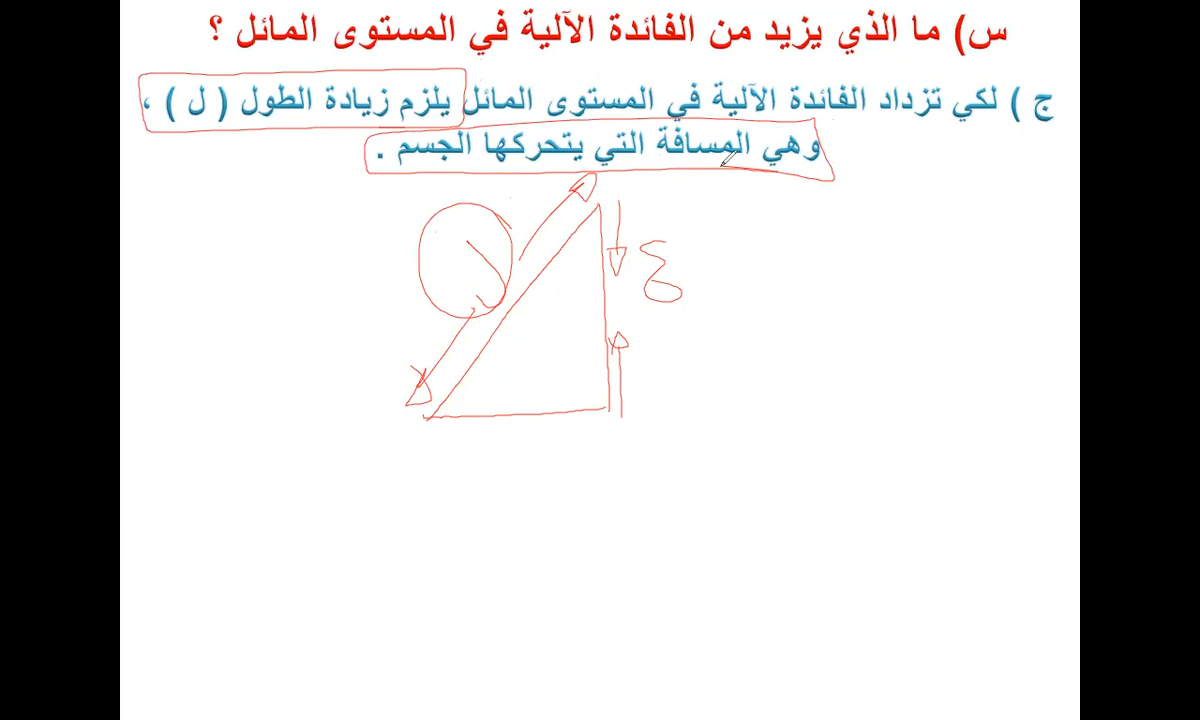 س) ما الذي يزيد من الفائدة الآلية في المستوى المائل ؟
ج ) لكي تزداد الفائدة الآلية في المستوى المائل يلزم زيادة الطول ( ل ) ،
وهي المسافة التي يتحركها الجسم .
ل
ع